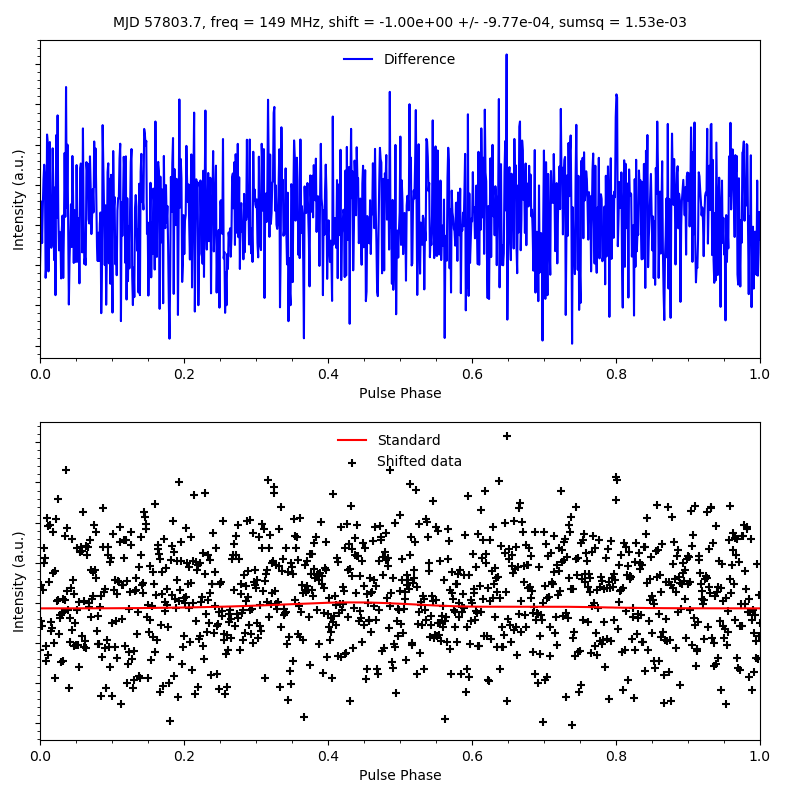 MJD 57803.7, freq = 149 MHz, shift = -1.00e+00 +/- -9.77e-04, sumsq = 1.53e-03
Difference
Intensity (a.u.)
0.0 0.2 0.4 0.6 0.8 1.0
Pulse Phase
Standard
Shifted data
Intensity (a.u.)
0.0 0.2 0.4 0.6 0.8 1.0
Pulse Phase